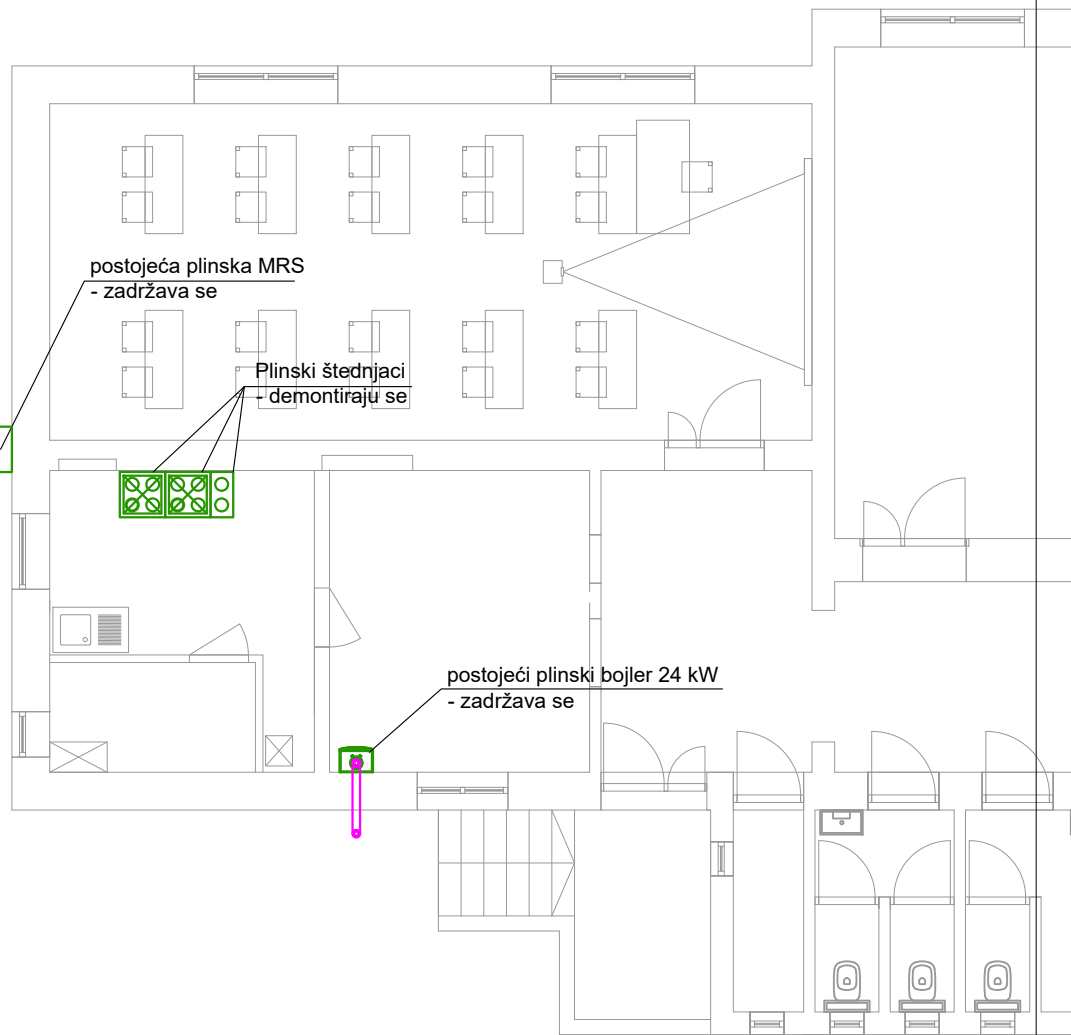 postojeća plinska MRS
- zadržava se
Plinski štednjaci
- demontiraju se
postojeći plinski bojler 24 kW
- zadržava se